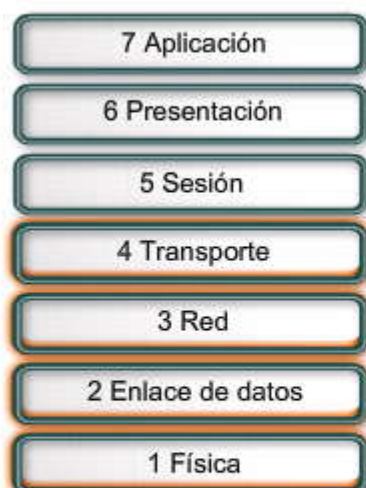 7 Aplicación
6 Presentación
5 Sesión
4 Transporte
3 Red
2 Enlace de datos
1 Física